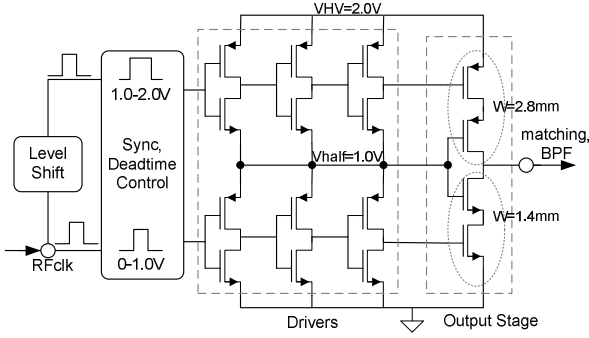 VHV=2.0V
1.0-2.0V
W=2.8mm
matching,
BPF
Sync,
Deadtime
Control
Level
Shift
Vhalf=1.0V
W=1.4mm
0-1.0V
RFclk
Drivers
Output Stage